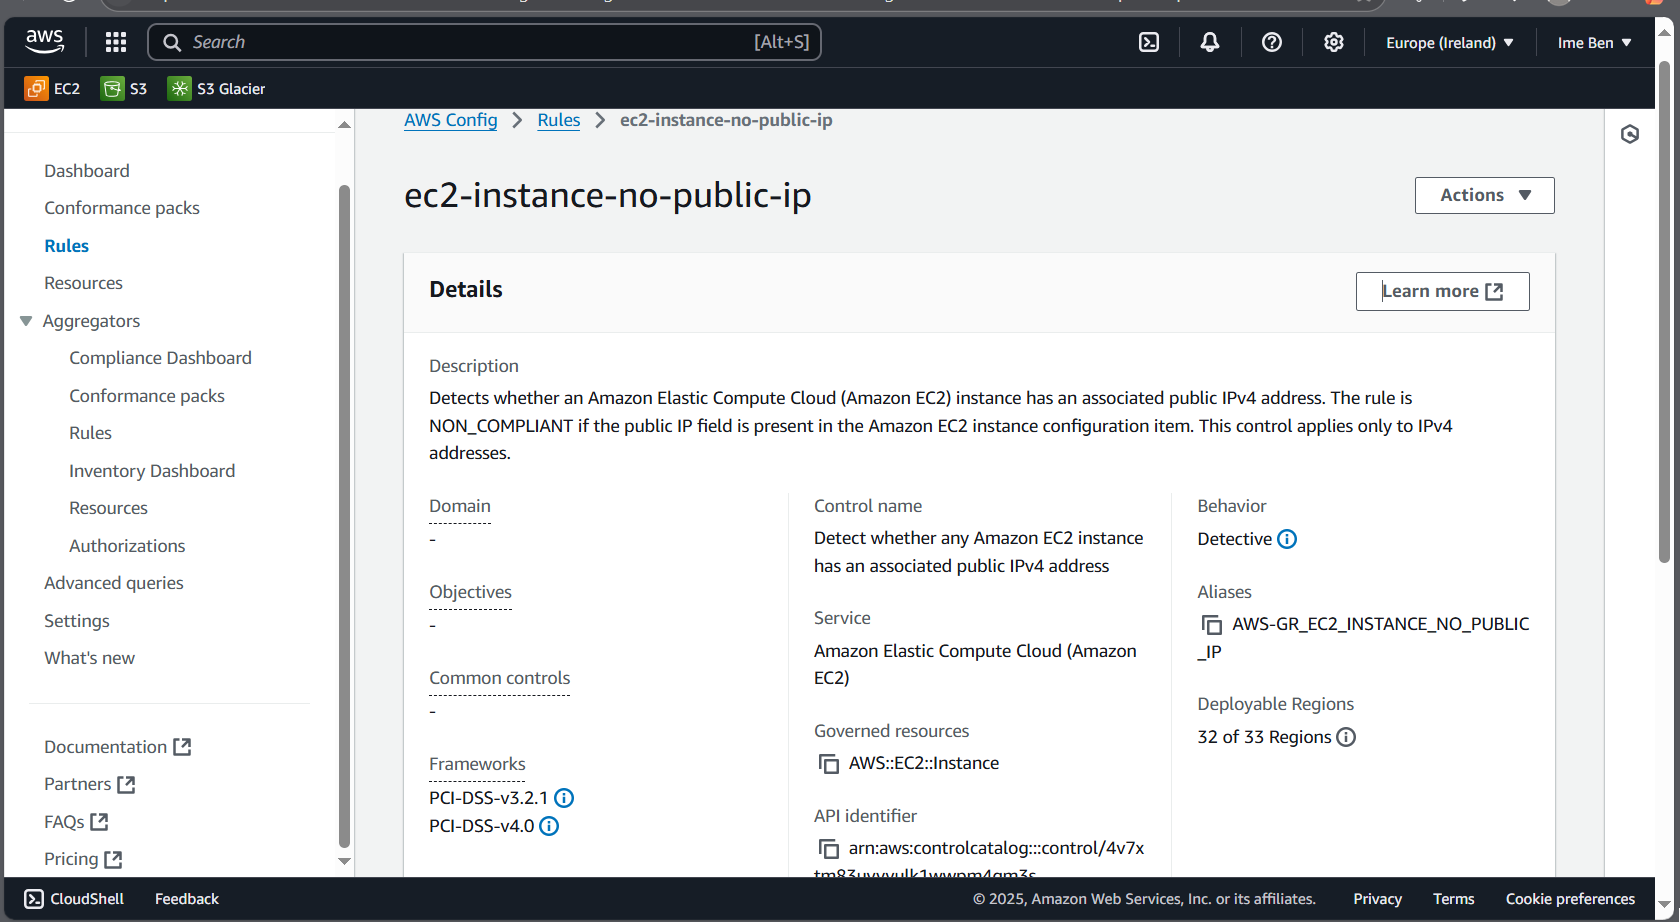 aws
Search
[Alt+S]
Europe (Ireland)
Ime Ben
EC2
S3
S3 Glacier
Dashboard
Conformance packs
Rules
Resources
Aggregators
Compliance Dashboard
Conformance packs
Rules
Inventory Dashboard
Resources
Authorizations
Advanced queries
Settings
What's new
Documentation
Partners
FAQs
Pricing
AWS Config > Rules > ec2-instance-no-public-ip
ec2-instance-no-public-ip
Actions
Details
Learn more
Description
Detects whether an Amazon Elastic Compute Cloud (Amazon EC2) instance has an associated public IPv4 address. The rule is
NON_COMPLIANT if the public IP field is present in the Amazon EC2 instance configuration item. This control applies only to IPv4
addresses.
Domain
-
Objectives
-
Common controls
-
Frameworks
PCI-DSS-v3.2.1
PCI-DSS-v4.0
Control name
Detect whether any Amazon EC2 instance
has an associated public IPv4 address
Service
Amazon Elastic Compute Cloud (Amazon
EC2)
Governed resources
AWS::EC2::Instance
API identifier
arn:aws:controlcatalog:::control/4v7x
Behavior
Detective
Aliases
AWS-GR_EC2_INSTANCE_NO_PUBLIC
_IP
Deployable Regions
32 of 33 Regions
CloudShell
Feedback
© 2025, Amazon Web Services, Inc. or its affiliates.
Privacy
Terms
Cookie preferences